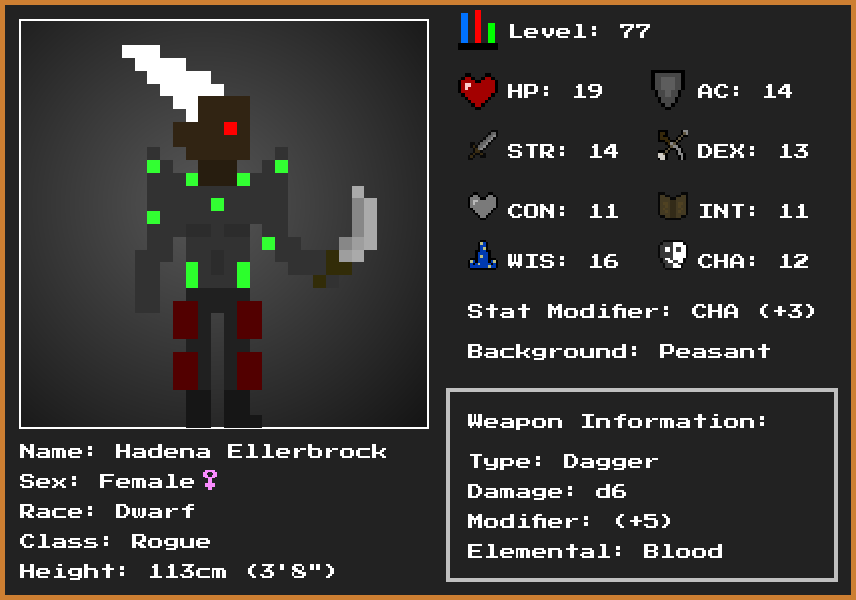 Level: 77
HP: 19 AC: 14
STR: 14 DEX: 13
CON: 11 INT: 11
WIS: 16 CHA: 12
Stat Modifier: CHA (+3)
Background: Peasant
Weapon Information:
Type: Dagger
Damage: d6
Modifier: (+5)
Elemental: Blood
Name: Hadena Ellerbrock
Sex: Female♀
Race: Dwarf
Class: Rogue
Height: 113cm (3'8")